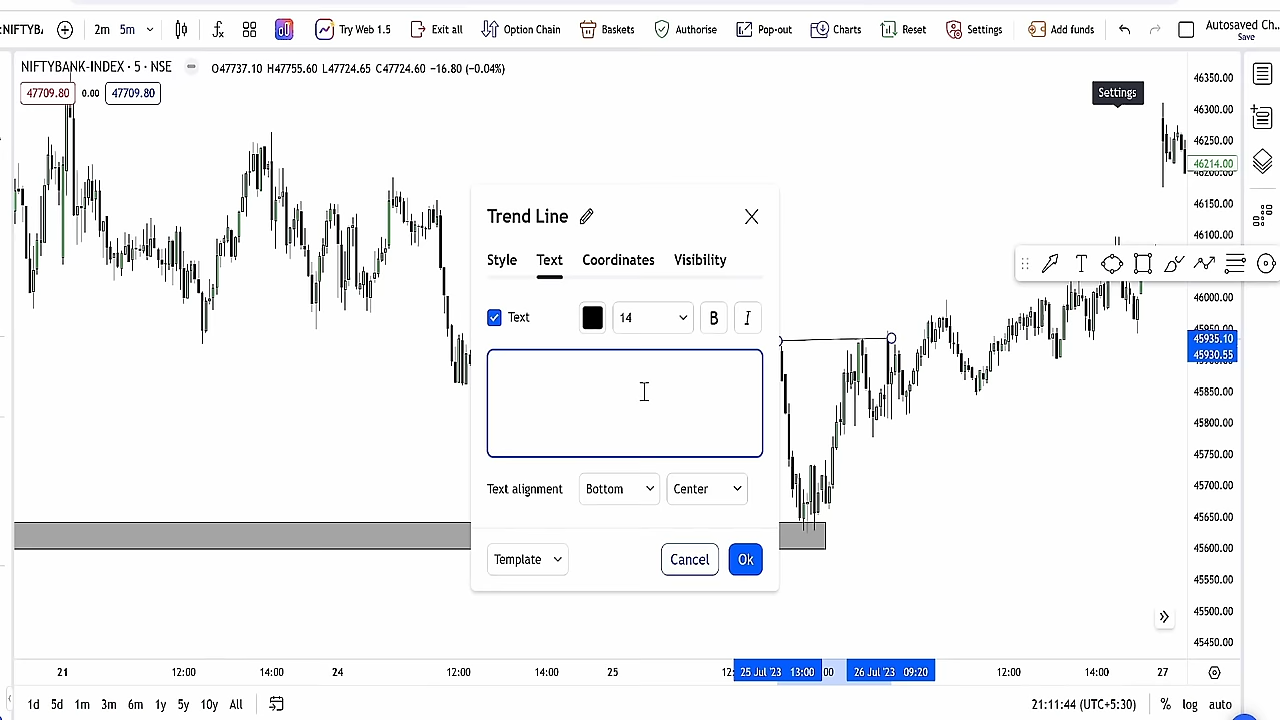 :NIFTYB/ 2m 5m Try Web 1.5 Exit all Option Chain Baskets Authorise Pop-out Charts Reset Settings Add funds Autosaved Ch...
Save
NIFTYBANK-INDEX · 5 · NSE O47737.10 H47755.60 L47724.65 C47724.60 −16.80 (−0.04%)
47709.80 0.00 47709.80
Settings
46350.00
46300.00
46250.00
46214.00
46200.00
46150.00
46100.00
46000.00
45950.00
45935.10
45930.55
45850.00
45800.00
45750.00
45700.00
45650.00
45600.00
45550.00
45500.00
45450.00
Trend Line
Style Text Coordinates Visibility
Text 14 B I
Text alignment Bottom Center
Template Cancel Ok
21 12:00 14:00 24 12:00 14:00 25 12: 25 Jul '23 13:00 00 26 Jul '23 09:20 12:00 14:00 27
1d 5d 1m 3m 6m 1y 5y 10y All 21:11:44 (UTC+5:30) % log auto